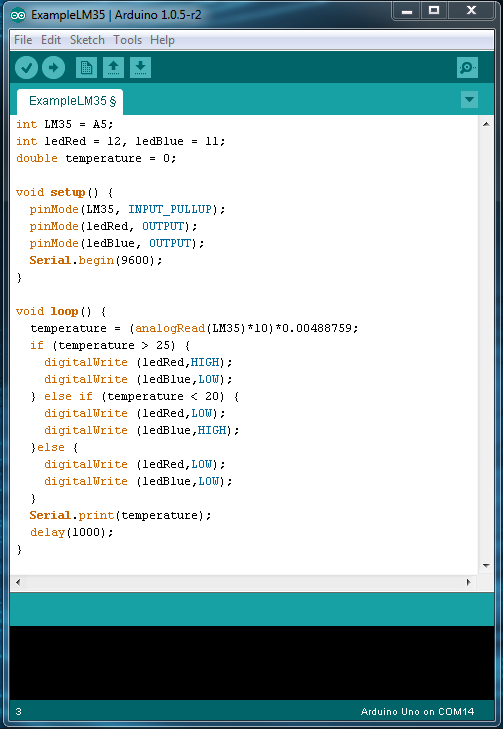 ExampleLM35 | Arduino 1.0.5-r2
File Edit Sketch Tools Help
ExampleLM35 §
int LM35 = A5;
int ledRed = 12, ledBlue = 11;
double temperature = 0;
void setup() {
  pinMode(LM35, INPUT_PULLUP);
  pinMode(ledRed, OUTPUT);
  pinMode(ledBlue, OUTPUT);
  Serial.begin(9600);
}
void loop() {
  temperature = (analogRead(LM35)*10)*0.00488759;
  if (temperature > 25) {
    digitalWrite (ledRed,HIGH);
    digitalWrite (ledBlue,LOW);
  } else if (temperature < 20) {
    digitalWrite (ledRed,LOW);
    digitalWrite (ledBlue,HIGH);
  }else {
    digitalWrite (ledRed,LOW);
    digitalWrite (ledBlue,LOW);
  }
  Serial.print(temperature);
  delay(1000);
}
3 Arduino Uno on COM14